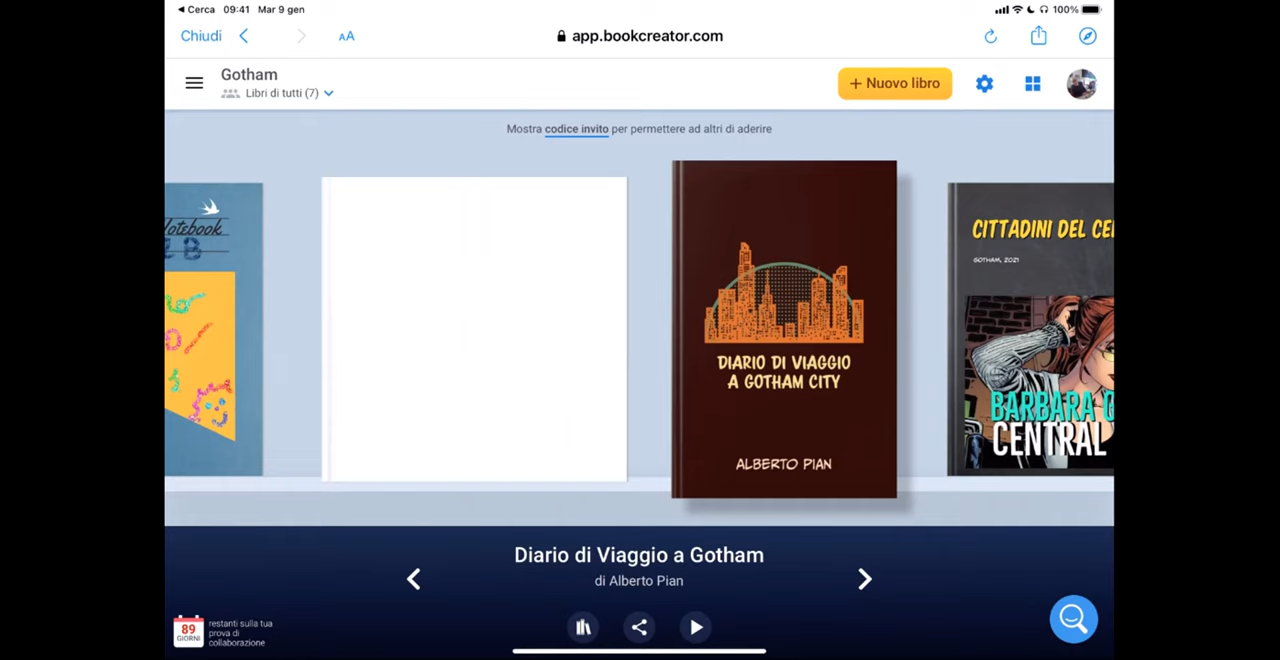 Cerca 09:41 Mar 9 gen 100%
Chiudi AA app.bookcreator.com
Gotham
Libri di tutti (7)
+ Nuovo libro
Mostra codice invito per permettere ad altri di aderire
Notebook
CITTADINI DEL CE
GOTHAM, 2021
DIARIO DI VIAGGIO
A GOTHAM CITY
BARBARA G
CENTRAL
ALBERTO PIAN
Diario di Viaggio a Gotham
di Alberto Pian
89
GIORNI
restanti sulla tua
prova di
collaborazione